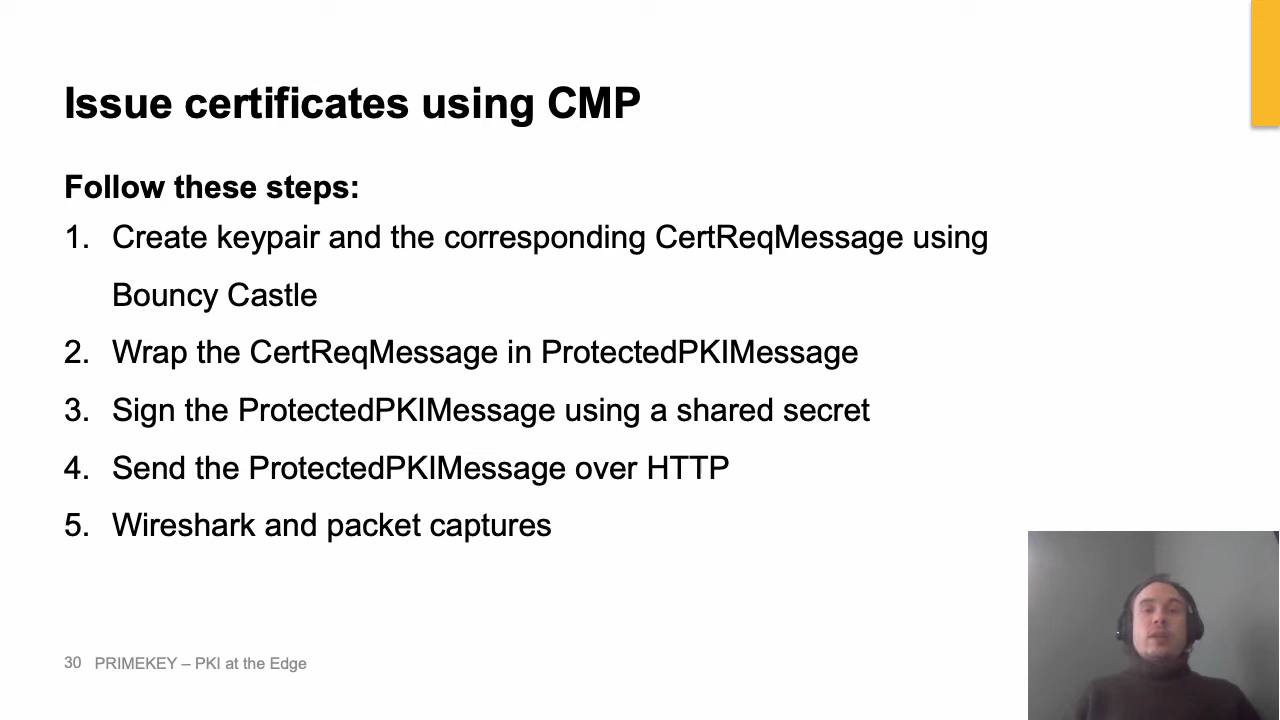 Issue certificates using CMP
Follow these steps:
1. Create keypair and the corresponding CertReqMessage using
Bouncy Castle
2. Wrap the CertReqMessage in ProtectedPKIMessage
3. Sign the ProtectedPKIMessage using a shared secret
4. Send the ProtectedPKIMessage over HTTP
5. Wireshark and packet captures
30 PRIMEKEY – PKI at the Edge